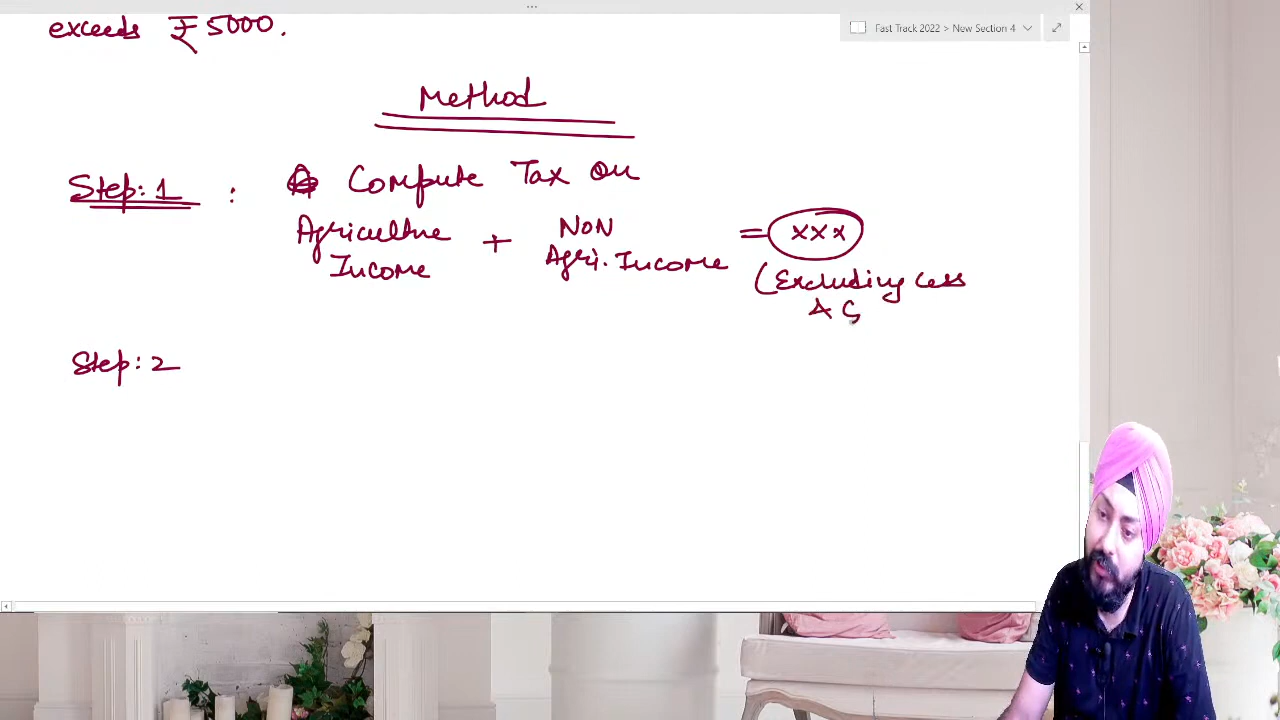 exceeds ₹ 5000.
Fast Track 2022 > New Section 4
Method
Step: 1 : Compute Tax On
Agriculture Income + NON Agri. Income = xxx
(Excluding Cess
& S
Step: 2